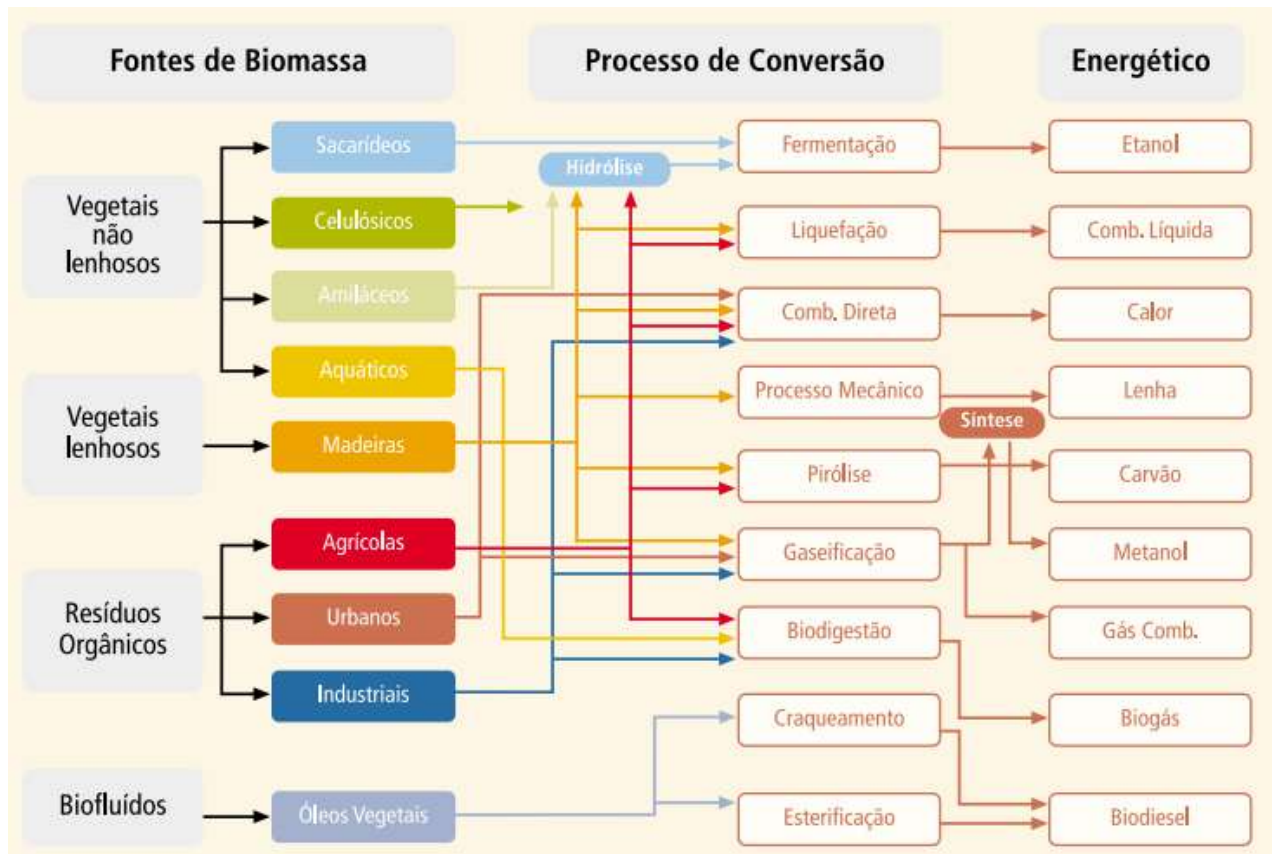 Fontes de Biomassa
Processo de Conversão
Energético
Vegetais
não
lenhosos
Vegetais
lenhosos
Resíduos
Orgânicos
Biofluídos
Sacarídeos
Celulósicos
Amiláceos
Aquáticos
Madeiras
Agrícolas
Urbanos
Industriais
Óleos Vegetais
Hidrólise
Fermentação
Liquefação
Comb. Direta
Processo Mecânico
Pirólise
Gaseificação
Biodigestão
Craqueamento
Esterificação
Síntese
Etanol
Comb. Líquida
Calor
Lenha
Carvão
Metanol
Gás Comb.
Biogás
Biodiesel